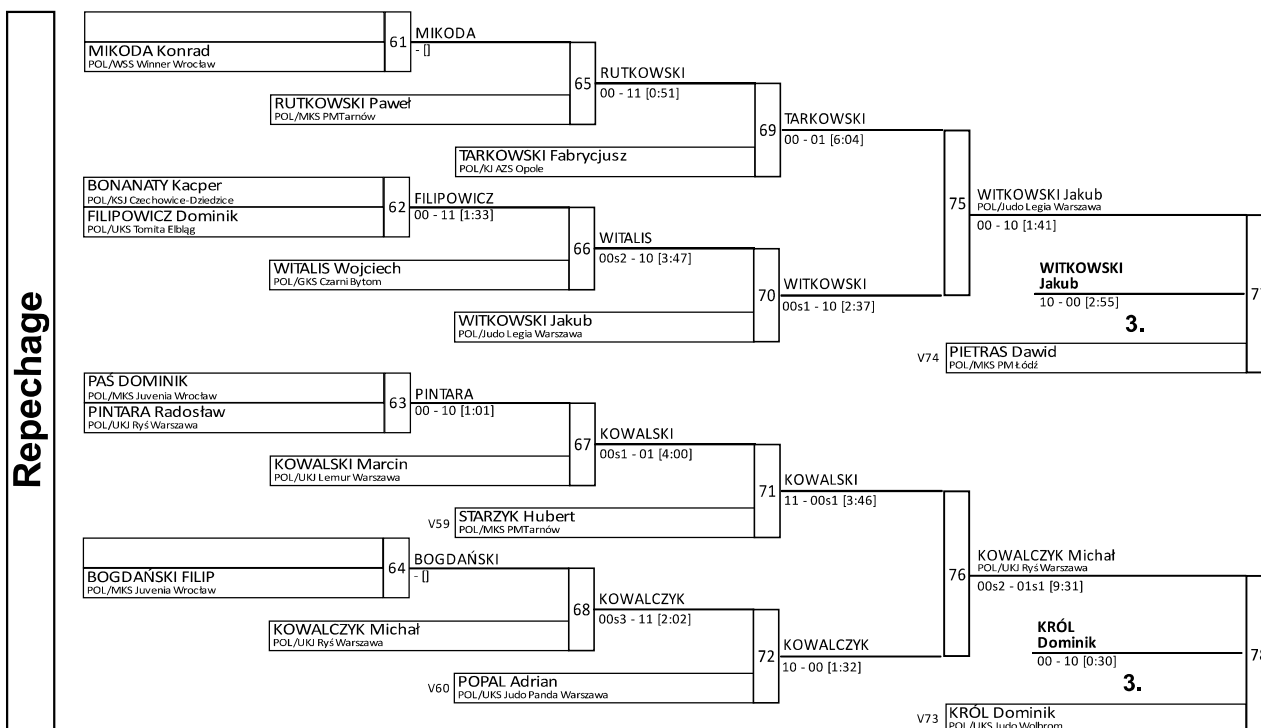 Repechage
MIKODA Konrad
POL/WSS Winner Wrocław
61
MIKODA
- []
RUTKOWSKI Paweł
POL/MKS PMTarnów
65
RUTKOWSKI
00 - 11 [0:51]
TARKOWSKI Fabrycjusz
POL/KJ AZS Opole
69
TARKOWSKI
00 - 01 [6:04]
BONANATY Kacper
POL/KSJ Czechowice-Dziedzice
FILIPOWICZ Dominik
POL/UKS Tomita Elbląg
62
FILIPOWICZ
00 - 11 [1:33]
WITALIS Wojciech
POL/GKS Czarni Bytom
66
WITALIS
00s2 - 10 [3:47]
WITKOWSKI Jakub
POL/Judo Legia Warszawa
70
WITKOWSKI
00s1 - 10 [2:37]
75
WITKOWSKI Jakub
POL/Judo Legia Warszawa
00 - 10 [1:41]
WITKOWSKI
Jakub
10 - 00 [2:55]
3.
V74
PIETRAS Dawid
POL/MKS PM Łódź
PAŚ DOMINIK
POL/MKS Juvenia Wrocław
PINTARA Radosław
POL/UKJ Ryś Warszawa
63
PINTARA
00 - 10 [1:01]
KOWALSKI Marcin
POL/UKJ Lemur Warszawa
67
KOWALSKI
00s1 - 01 [4:00]
V59
STARZYK Hubert
POL/MKS PMTarnów
71
KOWALSKI
11 - 00s1 [3:46]
BOGDAŃSKI FILIP
POL/MKS Juvenia Wrocław
64
BOGDAŃSKI
- []
KOWALCZYK Michał
POL/UKJ Ryś Warszawa
68
KOWALCZYK
00s3 - 11 [2:02]
V60
POPAL Adrian
POL/UKS Judo Panda Warszawa
72
KOWALCZYK
10 - 00 [1:32]
76
KOWALCZYK Michał
POL/UKJ Ryś Warszawa
00s2 - 01s1 [9:31]
KRÓL
Dominik
00 - 10 [0:30]
3.
V73
KRÓL Dominik
POL/UKS Judo Wolbrom